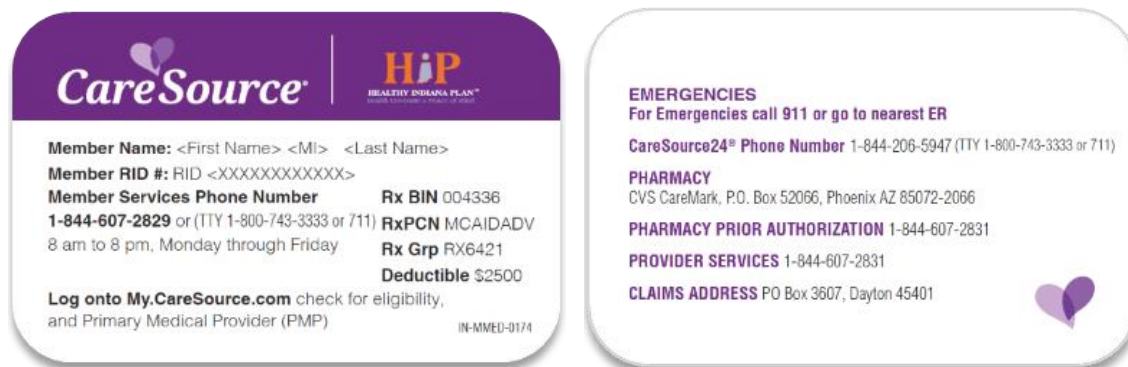 CareSource®
HiP
HEALTHY INDIANA PLAN™
Member Name: <First Name> <MI> <Last Name>
Member RID #: RID <XXXXXXXXXXXX>
Member Services Phone Number
1-844-607-2829 or (TTY 1-800-743-3333 or 711)
8 am to 8 pm, Monday through Friday
Rx BIN 004336
RxPCN MCAIDADV
Rx Grp RX6421
Deductible $2500
Log onto My.CareSource.com check for eligibility,
and Primary Medical Provider (PMP)
IN-MMED-0174
EMERGENCIES
For Emergencies call 911 or go to nearest ER
CareSource24® Phone Number 1-844-206-5947 (TTY 1-800-743-3333 or 711)
PHARMACY
CVS CareMark, P.O. Box 52066, Phoenix AZ 85072-2066
PHARMACY PRIOR AUTHORIZATION 1-844-607-2831
PROVIDER SERVICES 1-844-607-2831
CLAIMS ADDRESS PO Box 3607, Dayton 45401